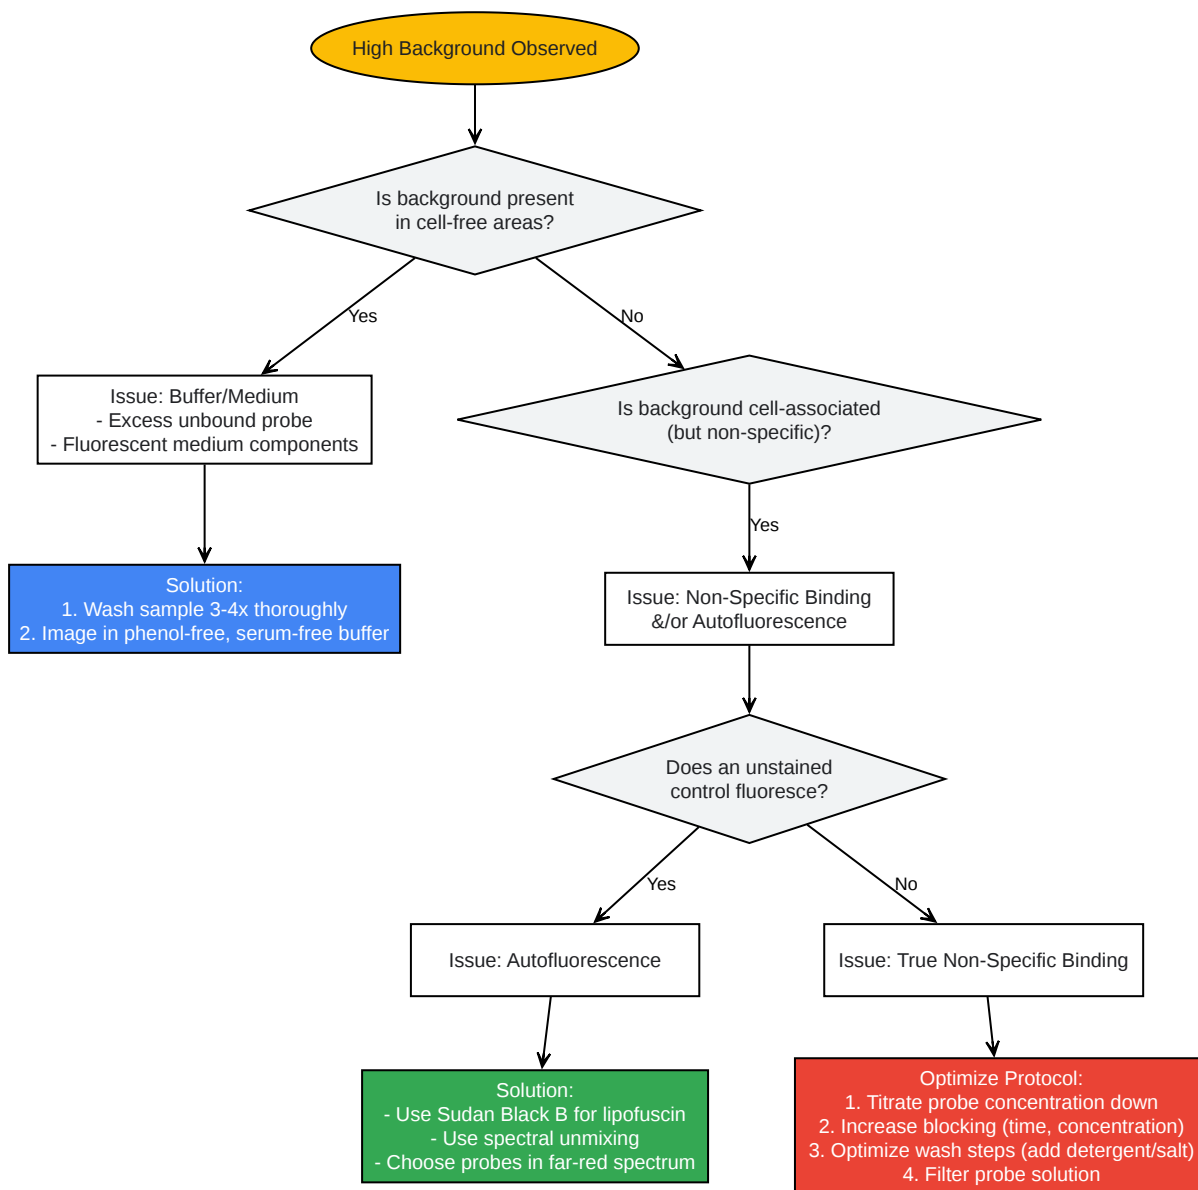 High Background Observed
Is background present
in cell-free areas?
Yes
No
Issue: Buffer/Medium
- Excess unbound probe
- Fluorescent medium components
Is background cell-associated
(but non-specific)?
Yes
Solution:
1. Wash sample 3-4x thoroughly
2. Image in phenol-free, serum-free buffer
Issue: Non-Specific Binding
&/or Autofluorescence
Does an unstained
control fluoresce?
Yes
No
Issue: Autofluorescence
Issue: True Non-Specific Binding
Solution:
- Use Sudan Black B for lipofuscin
- Use spectral unmixing
- Choose probes in far-red spectrum
Optimize Protocol:
1. Titrate probe concentration down
2. Increase blocking (time, concentration)
3. Optimize wash steps (add detergent/salt)
4. Filter probe solution